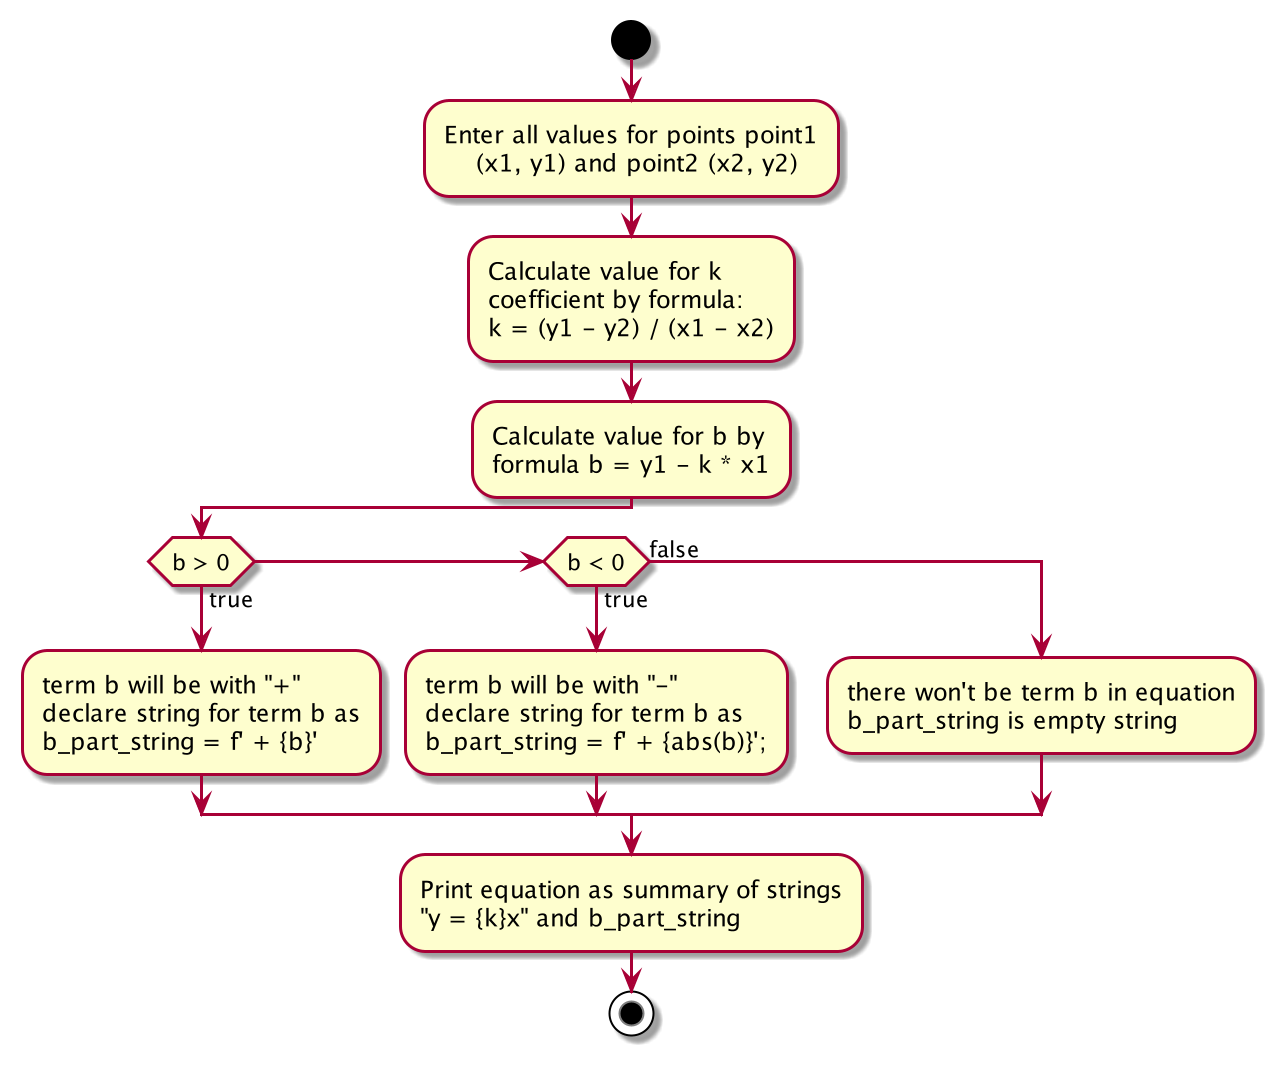 Enter all values for points point1
(x1, y1) and point2 (x2, y2)
Calculate value for k
coefficient by formula:
k = (y1 - y2) / (x1 - x2)
Calculate value for b by
formula b = y1 - k * x1
b > 0
true
b < 0
true
false
term b will be with "+"
declare string for term b as
b_part_string = f' + {b}'
term b will be with "-"
declare string for term b as
b_part_string = f' + {abs(b)}';
there won't be term b in equation
b_part_string is empty string
Print equation as summary of strings
"y = {k}x" and b_part_string